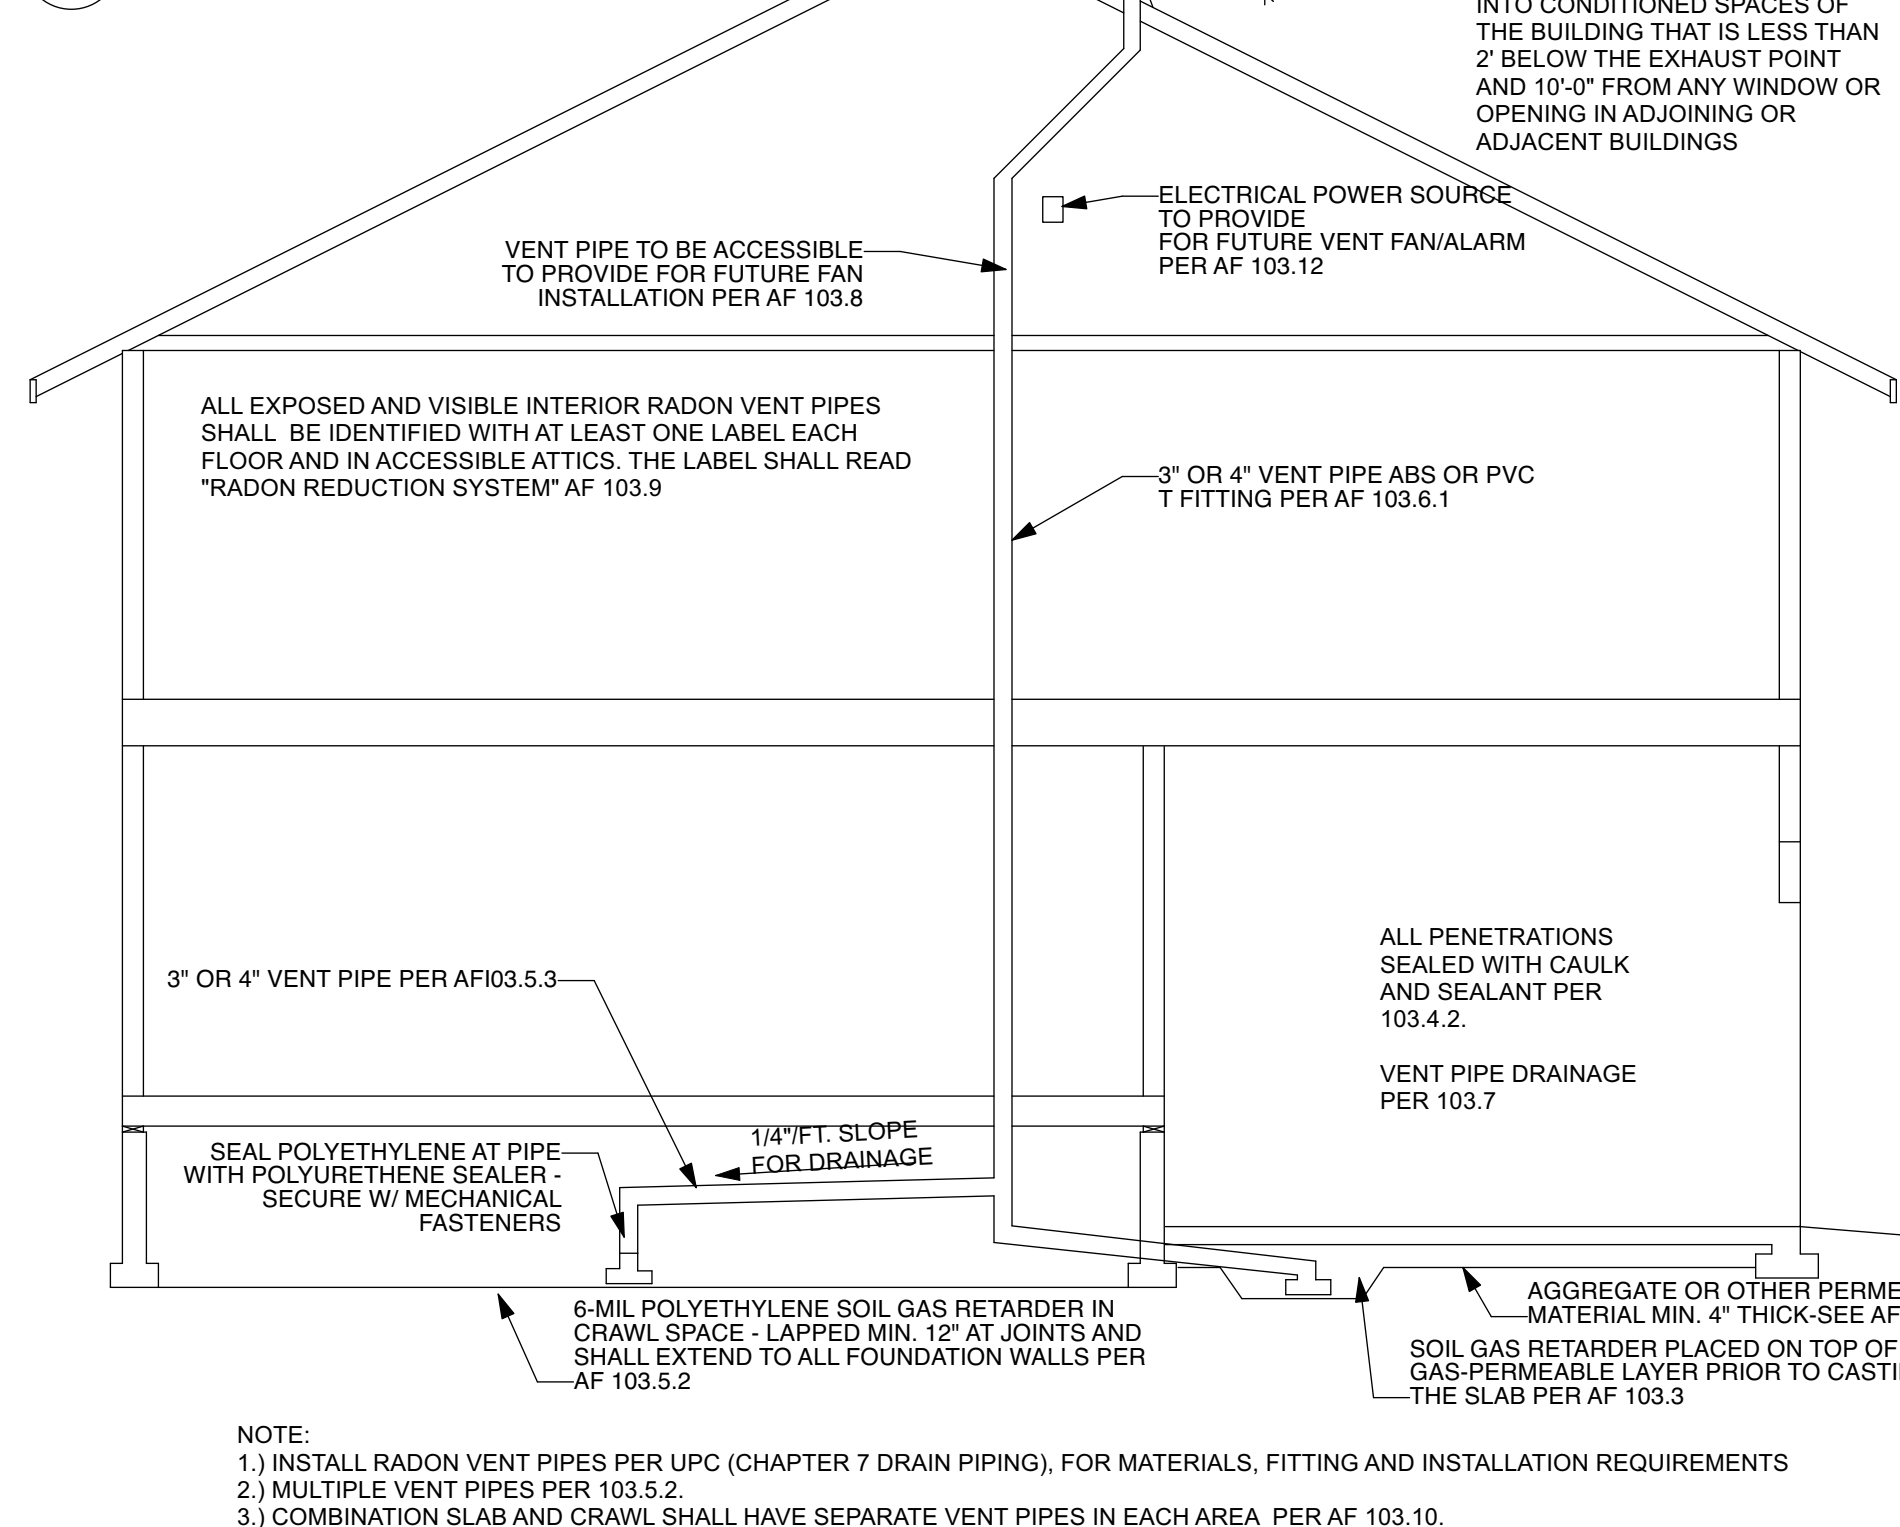 INTO CONDITIONED SPACES OF
THE BUILDING THAT IS LESS THAN
2' BELOW THE EXHAUST POINT
AND 10'-0" FROM ANY WINDOW OR
OPENING IN ADJOINING OR
ADJACENT BUILDINGS
ELECTRICAL POWER SOURCE
TO PROVIDE
FOR FUTURE VENT FAN/ALARM
PER AF 103.12
VENT PIPE TO BE ACCESSIBLE
TO PROVIDE FOR FUTURE FAN
INSTALLATION PER AF 103.8
ALL EXPOSED AND VISIBLE INTERIOR RADON VENT PIPES
SHALL BE IDENTIFIED WITH AT LEAST ONE LABEL EACH
FLOOR AND IN ACCESSIBLE ATTICS. THE LABEL SHALL READ
"RADON REDUCTION SYSTEM" AF 103.9
3" OR 4" VENT PIPE ABS OR PVC
T FITTING PER AF 103.6.1
ALL PENETRATIONS
SEALED WITH CAULK
AND SEALANT PER
103.4.2.
VENT PIPE DRAINAGE
PER 103.7
3" OR 4" VENT PIPE PER AFI03.5.3
1/4"/FT. SLOPE
FOR DRAINAGE
SEAL POLYETHYLENE AT PIPE
WITH POLYURETHENE SEALER -
SECURE W/ MECHANICAL
FASTENERS
6-MIL POLYETHYLENE SOIL GAS RETARDER IN
CRAWL SPACE - LAPPED MIN. 12" AT JOINTS AND
SHALL EXTEND TO ALL FOUNDATION WALLS PER
AF 103.5.2
AGGREGATE OR OTHER PERME
MATERIAL MIN. 4" THICK-SEE AF
SOIL GAS RETARDER PLACED ON TOP OF
GAS-PERMEABLE LAYER PRIOR TO CASTI
THE SLAB PER AF 103.3
NOTE:
1.) INSTALL RADON VENT PIPES PER UPC (CHAPTER 7 DRAIN PIPING), FOR MATERIALS, FITTING AND INSTALLATION REQUIREMENTS
2.) MULTIPLE VENT PIPES PER 103.5.2.
3.) COMBINATION SLAB AND CRAWL SHALL HAVE SEPARATE VENT PIPES IN EACH AREA PER AF 103.10.